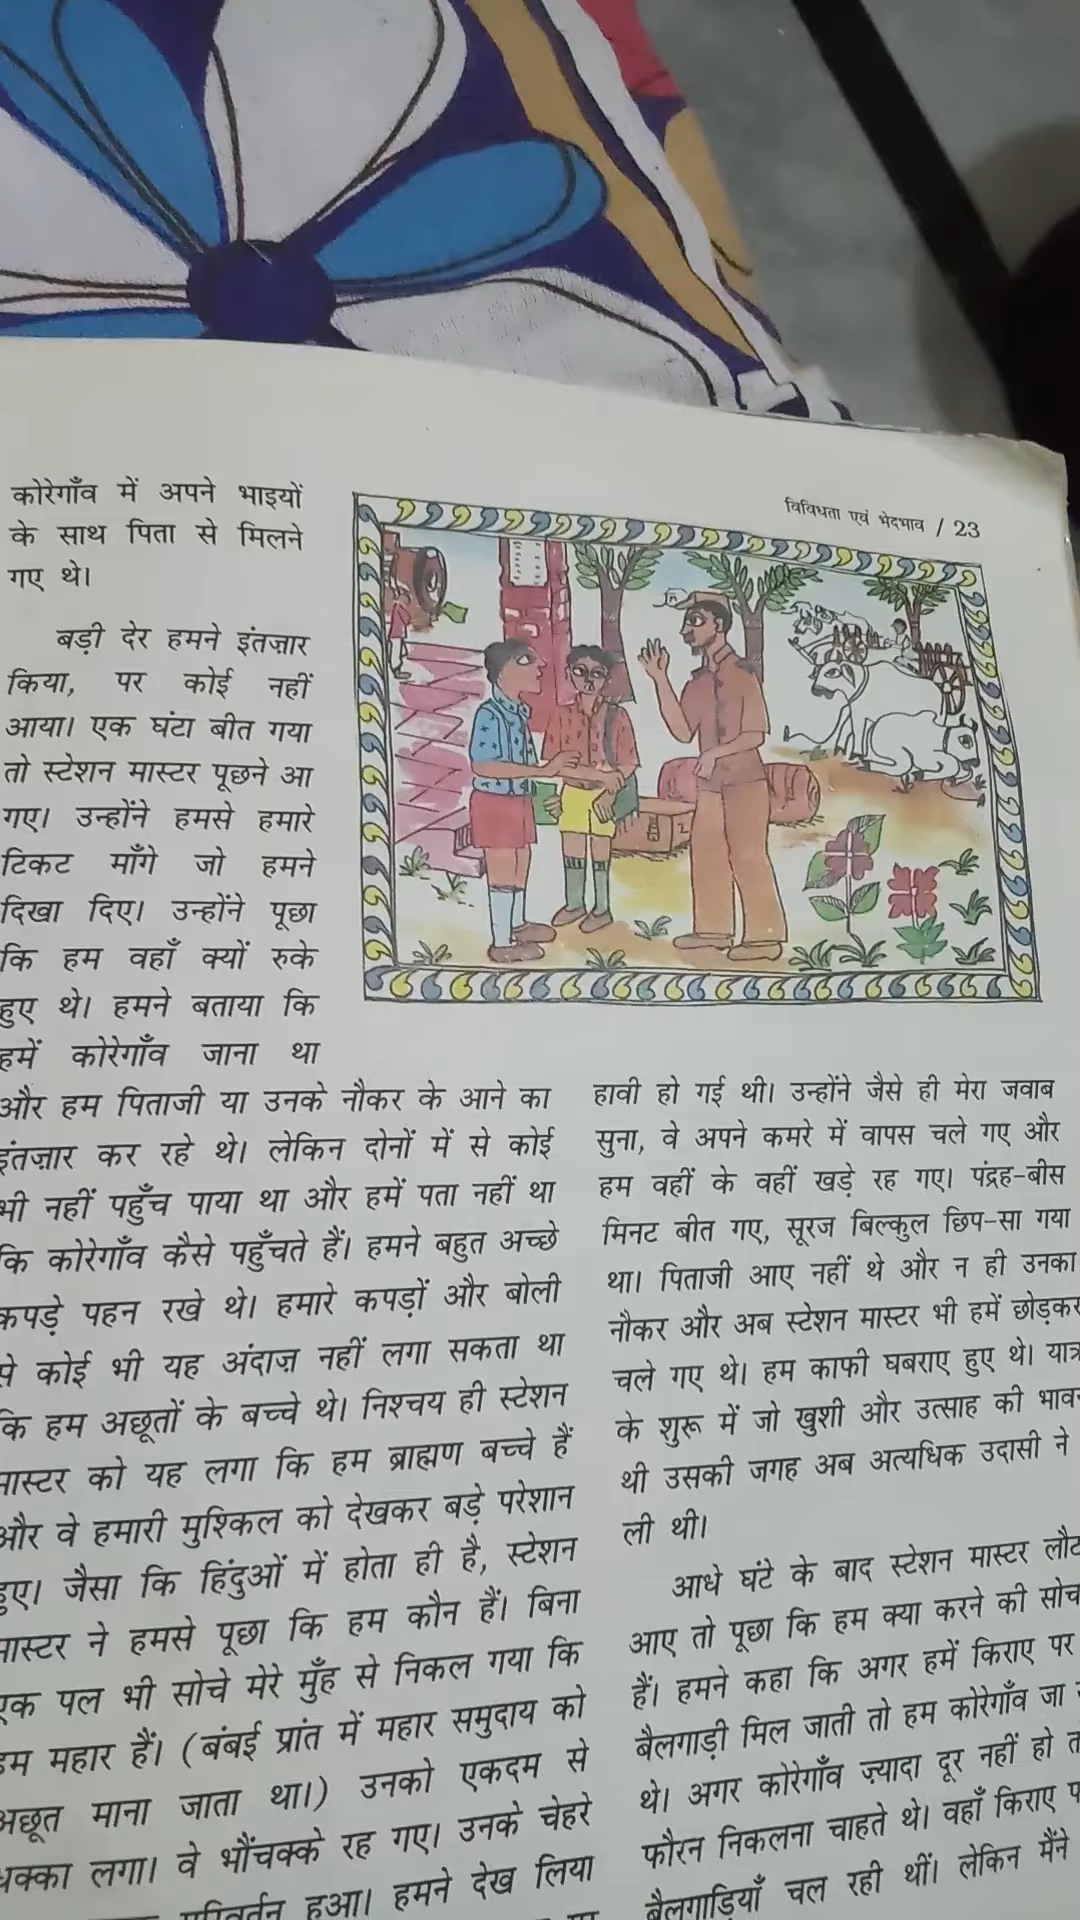 विविधता एवं भेदभाव / 23
कोरेगाँव में अपने भाइयों
के साथ पिता से मिलने
गए थे।
बड़ी देर हमने इंतज़ार
किया, पर कोई नहीं
आया। एक घंटा बीत गया
तो स्टेशन मास्टर पूछने आ
गए। उन्होंने हमसे हमारे
टिकट माँगे जो हमने
दिखा दिए। उन्होंने पूछा
कि हम वहाँ क्यों रुके
हुए थे। हमने बताया कि
हमें कोरेगाँव जाना था
और हम पिताजी या उनके नौकर के आने का
इंतज़ार कर रहे थे। लेकिन दोनों में से कोई
भी नहीं पहुँच पाया था और हमें पता नहीं था
कि कोरेगाँव कैसे पहुँचते हैं। हमने बहुत अच्छे
कपड़े पहन रखे थे। हमारे कपड़ों और बोली
से कोई भी यह अंदाज़ नहीं लगा सकता था
कि हम अछूतों के बच्चे थे। निश्चय ही स्टेशन
मास्टर को यह लगा कि हम ब्राह्मण बच्चे हैं
और वे हमारी मुश्किल को देखकर बड़े परेशान
हुए। जैसा कि हिंदुओं में होता ही है, स्टेशन
मास्टर ने हमसे पूछा कि हम कौन हैं। बिना
एक पल भी सोचे मेरे मुँह से निकल गया कि
हम महार हैं। (बंबई प्रांत में महार समुदाय को
अछूत माना जाता था।) उनको एकदम से
धक्का लगा। वे भौंचक्के रह गए। उनके चेहरे
हुआ। हमने देख लिया
हावी हो गई थी। उन्होंने जैसे ही मेरा जवाब
सुना, वे अपने कमरे में वापस चले गए और
हम वहीं के वहीं खड़े रह गए। पंद्रह-बीस
मिनट बीत गए, सूरज बिल्कुल छिप-सा गया
था। पिताजी आए नहीं थे और न ही उनका
नौकर और अब स्टेशन मास्टर भी हमें छोड़कर
चले गए थे। हम काफी घबराए हुए थे।
के शुरू में जो खुशी और उत्साह की
थी उसकी जगह अब अत्यधिक उदासी ने
ली थी।
आधे घंटे के बाद स्टेशन मास्टर
आए तो पूछा कि हम क्या करने की
हैं। हमने कहा कि अगर हमें किराए पर
बैलगाड़ी मिल जाती तो हम कोरेगाँव जा
थे। अगर कोरेगाँव ज़्यादा दूर नहीं हो
फौरन निकलना चाहते थे। वहाँ किराए
बैलगाड़ियाँ चल रही थीं। लेकिन मैंने